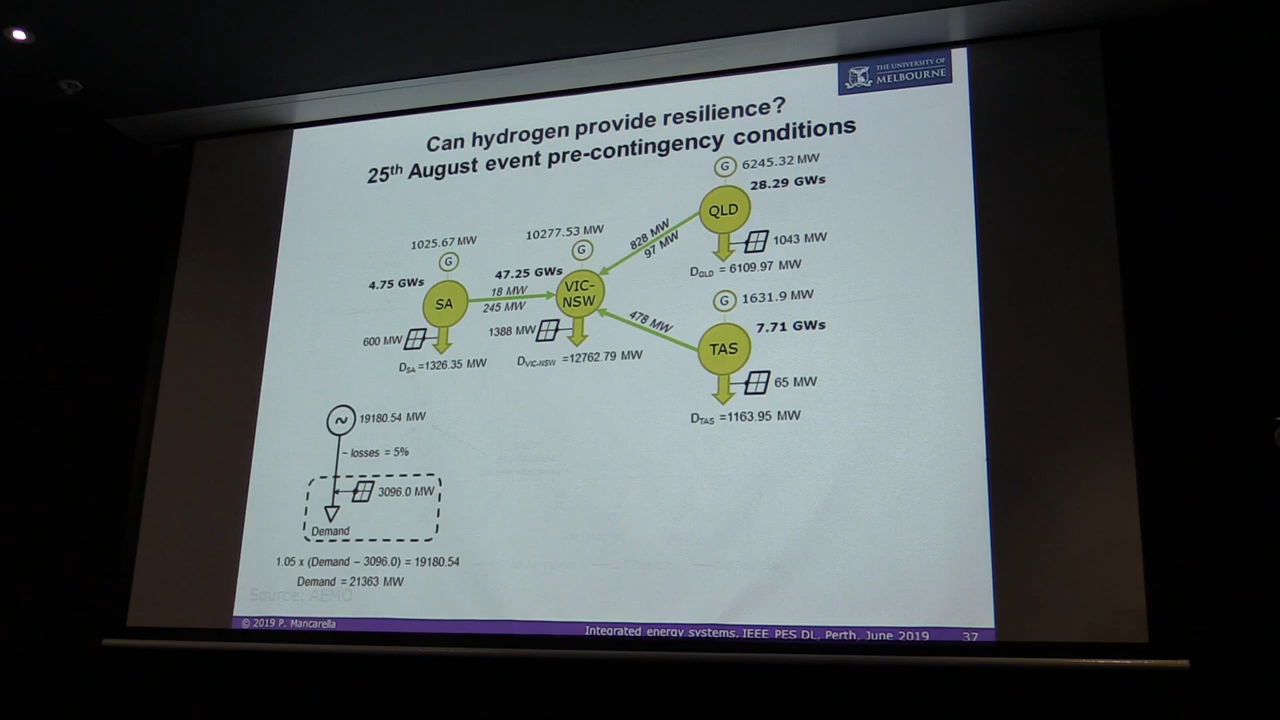 THE UNIVERSITY OF
MELBOURNE
Can hydrogen provide resilience?
25th August event pre-contingency conditions
G 6245.32 MW
28.29 GWs
QLD
1043 MW
DQLD = 6109.97 MW
828 MW
97 MW
10277.53 MW
G
47.25 GWs
VIC-
NSW
1388 MW
DVIC-NSW =12762.79 MW
1025.67 MW
G
4.75 GWs
SA
18 MW
245 MW
600 MW
DSA =1326.35 MW
G 1631.9 MW
7.71 GWs
478 MW
TAS
65 MW
DTAS =1163.95 MW
~ 19180.54 MW
~ losses = 5%
3096.0 MW
Demand
1.05 x (Demand – 3096.0) = 19180.54
Demand = 21363 MW
Source: AEMO
© 2019 P. Mancarella
Integrated energy systems, IEEE PES DL, Perth, June 2019
37